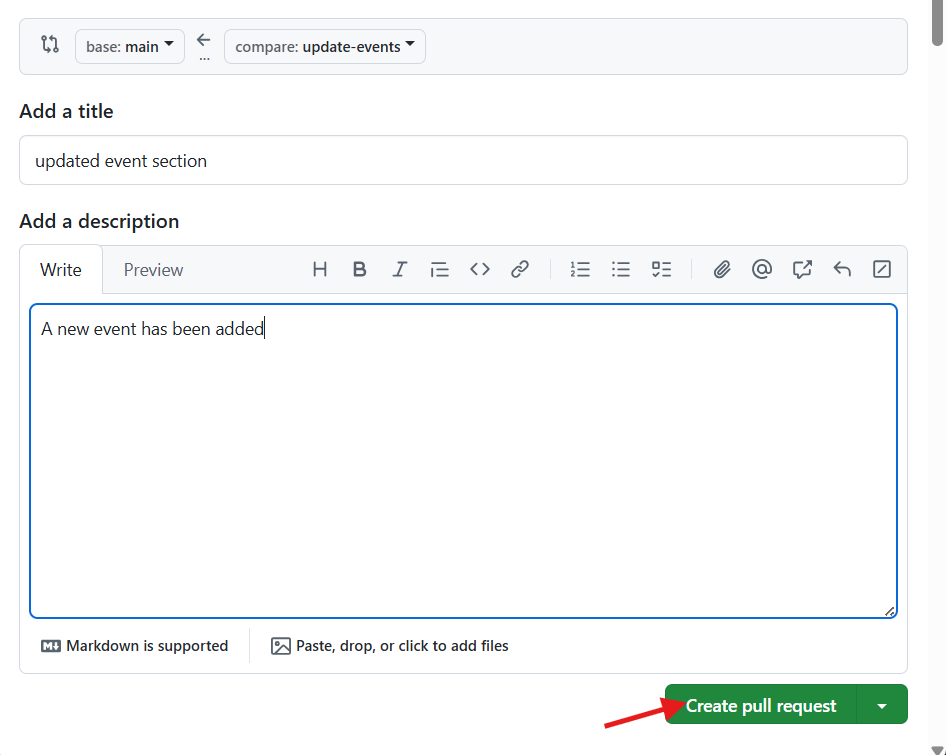 base: main compare: update-events
...
Add a title
updated event section
Add a description
Write Preview
A new event has been added
Markdown is supported Paste, drop, or click to add files
Create pull request